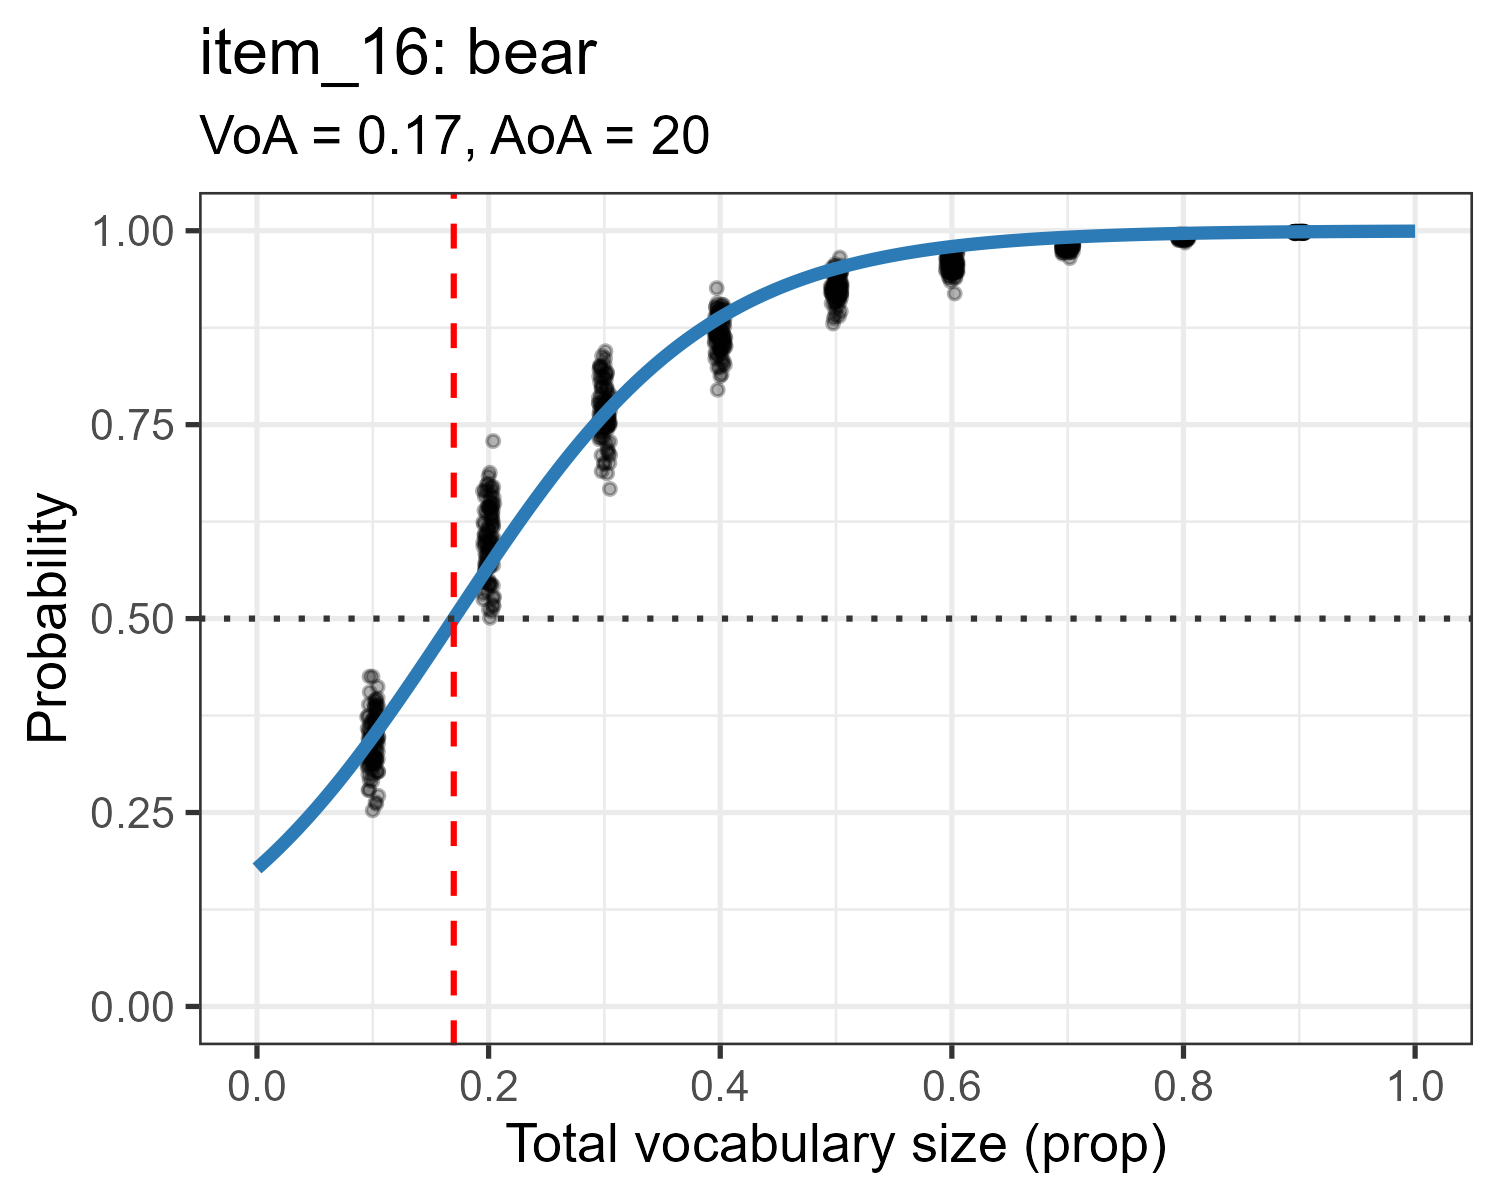 item_16: bear
VoA = 0.17, AoA = 20
Probability
1.00
0.75
0.50
0.25
0.00
0.0 0.2 0.4 0.6 0.8 1.0
Total vocabulary size (prop)